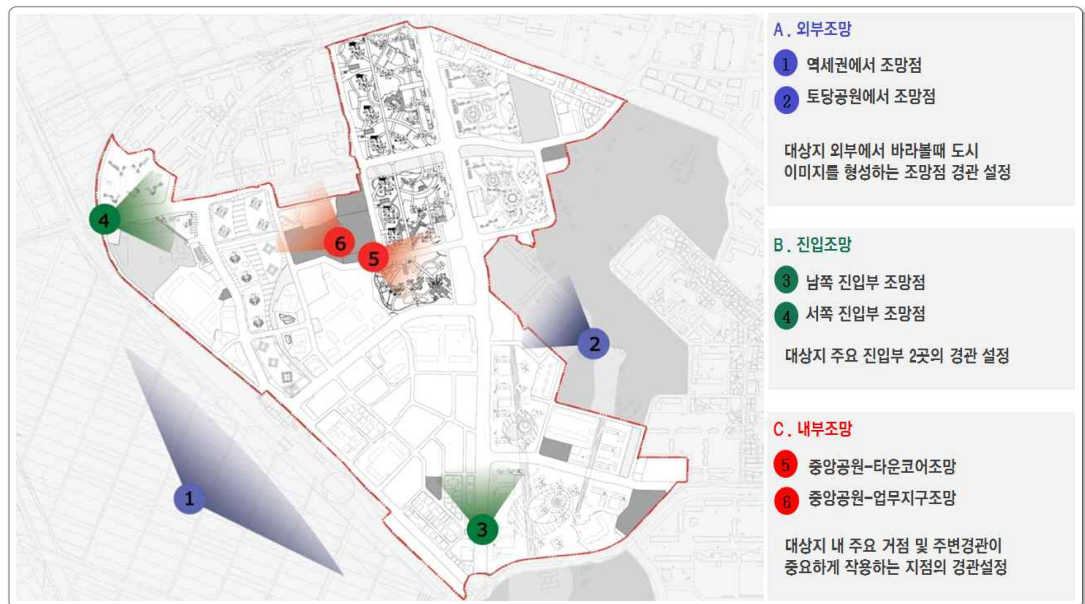 A. 외부조망
1 역세권에서 조망점
2 토당공원에서 조망점
대상지 외부에서 바라볼때 도시
이미지를 형성하는 조망점 경관 설정
B. 진입조망
3 남쪽 진입부 조망점
4 서쪽 진입부 조망점
대상지 주요 진입부 2곳의 경관 설정
C. 내부조망
5 중앙공원-타운코어조망
6 중앙공원-업무지구조망
대상지 내 주요 거점 및 주변경관이
중요하게 작용하는 지점의 경관설정
4
6
5
2
1
3